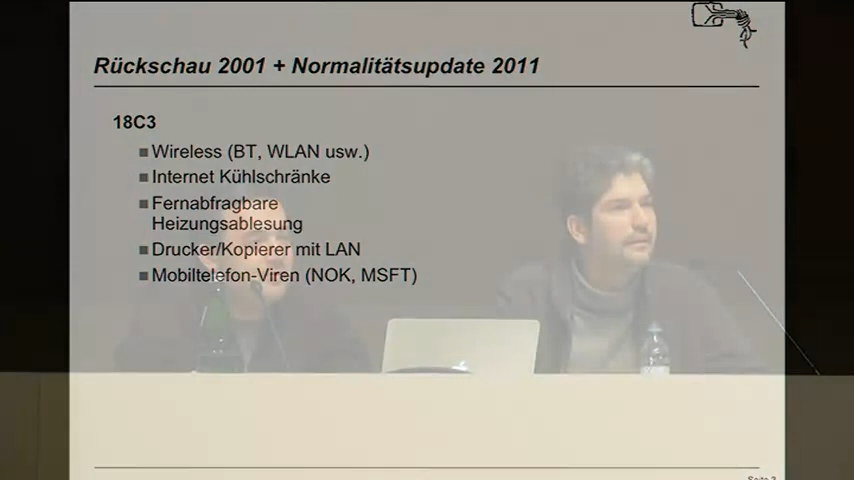 Rückschau 2001 + Normalitätsupdate 2011
18C3
Wireless (BT, WLAN usw.)
Internet Kühlschränke
Fernabfragbare
Heizungsablesung
Drucker/Kopierer mit LAN
Mobiltelefon-Viren (NOK, MSFT)